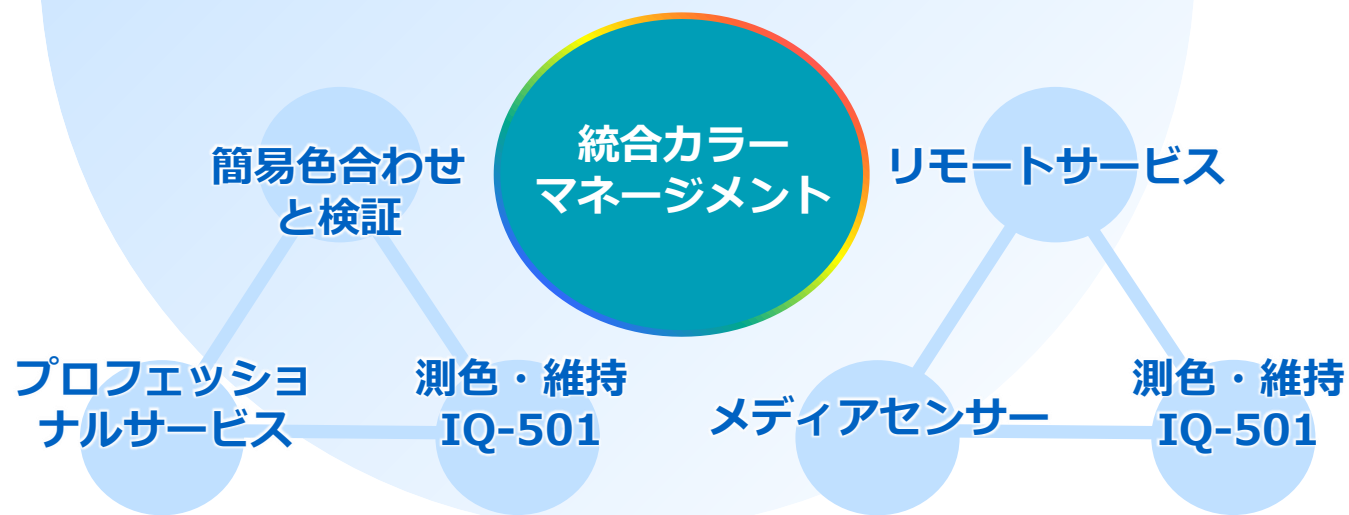 統合カラー
マネージメント
簡易色合わせ
と検証
リモートサービス
プロフェッショ
ナルサービス
測色・維持
IQ-501
メディアセンサー
測色・維持
IQ-501